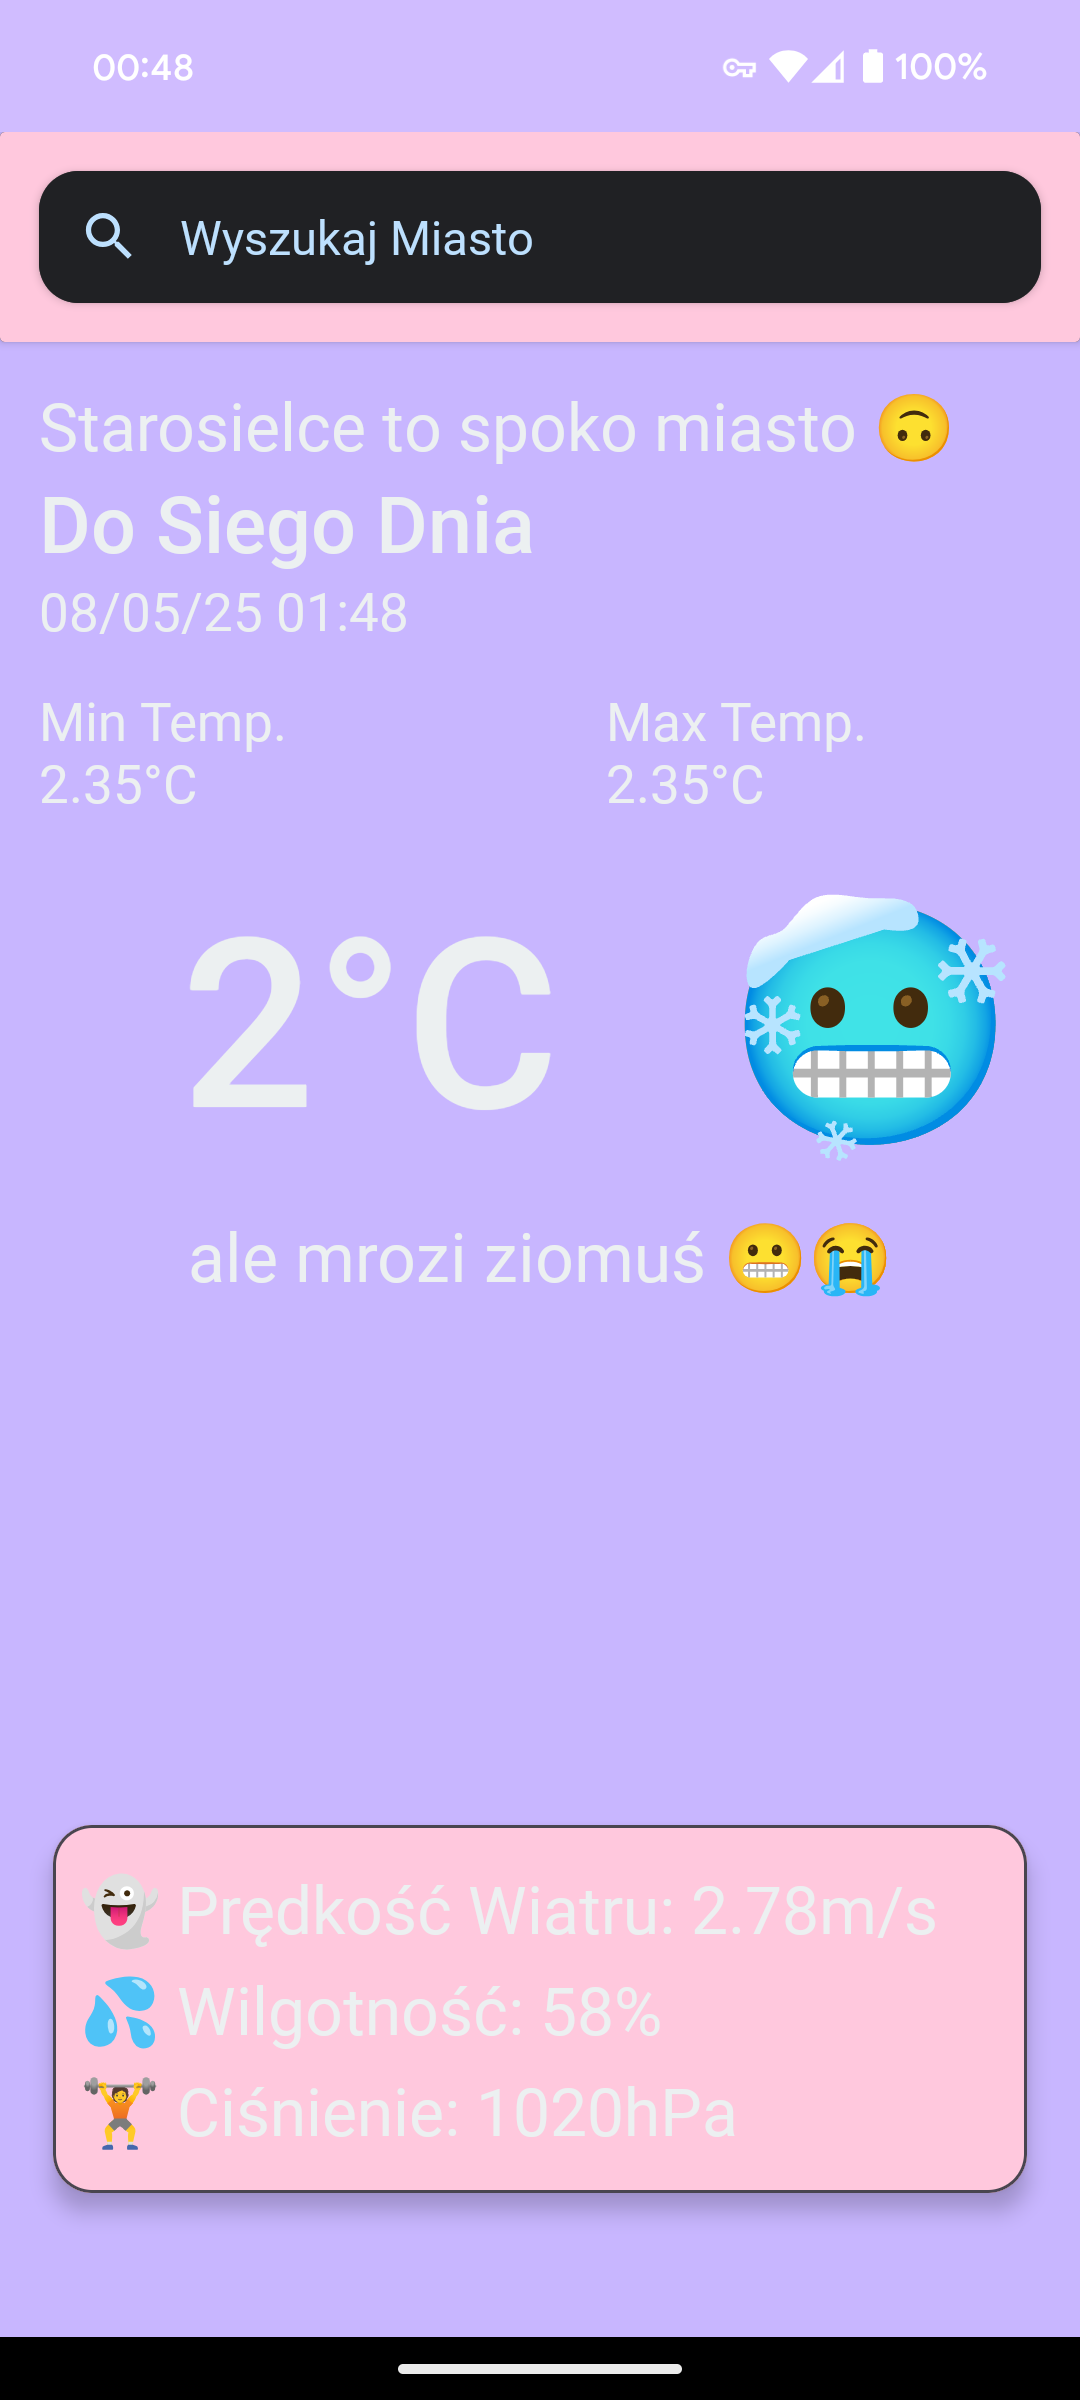 00:48 100%
Wyszukaj Miasto
Starosielce to spoko miasto 🙃
Do Siego Dnia
08/05/25 01:48
Min Temp. Max Temp.
2.35°C 2.35°C
2°C
ale mrozi ziomuś 😬😭
👻 Prędkość Wiatru: 2.78m/s
💦 Wilgotność: 58%
🏋️ Ciśnienie: 1020hPa